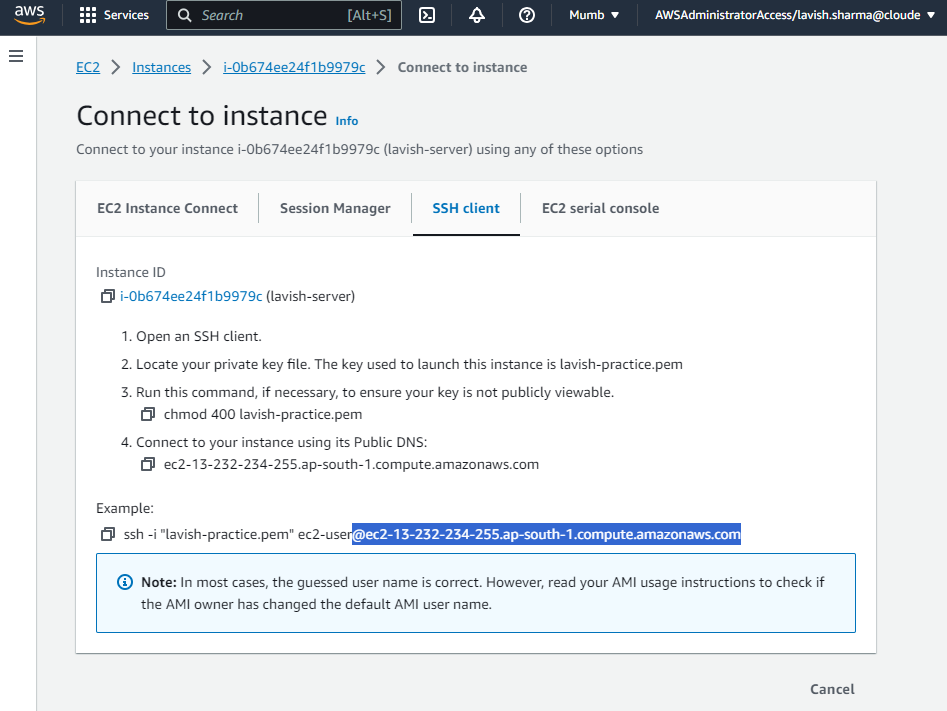 aws Services Search [Alt+S] Mumb AWSAdministratorAccess/lavish.sharma@cloude
EC2 Instances i-0b674ee24f1b9979c Connect to instance
Connect to instance Info
Connect to your instance i-0b674ee24f1b9979c (lavish-server) using any of these options
EC2 Instance Connect Session Manager SSH client EC2 serial console
Instance ID
i-0b674ee24f1b9979c (lavish-server)
1. Open an SSH client.
2. Locate your private key file. The key used to launch this instance is lavish-practice.pem
3. Run this command, if necessary, to ensure your key is not publicly viewable.
chmod 400 lavish-practice.pem
4. Connect to your instance using its Public DNS:
ec2-13-232-234-255.ap-south-1.compute.amazonaws.com
Example:
ssh -i "lavish-practice.pem" ec2-user@ec2-13-232-234-255.ap-south-1.compute.amazonaws.com
Note: In most cases, the guessed user name is correct. However, read your AMI usage instructions to check if
the AMI owner has changed the default AMI user name.
Cancel